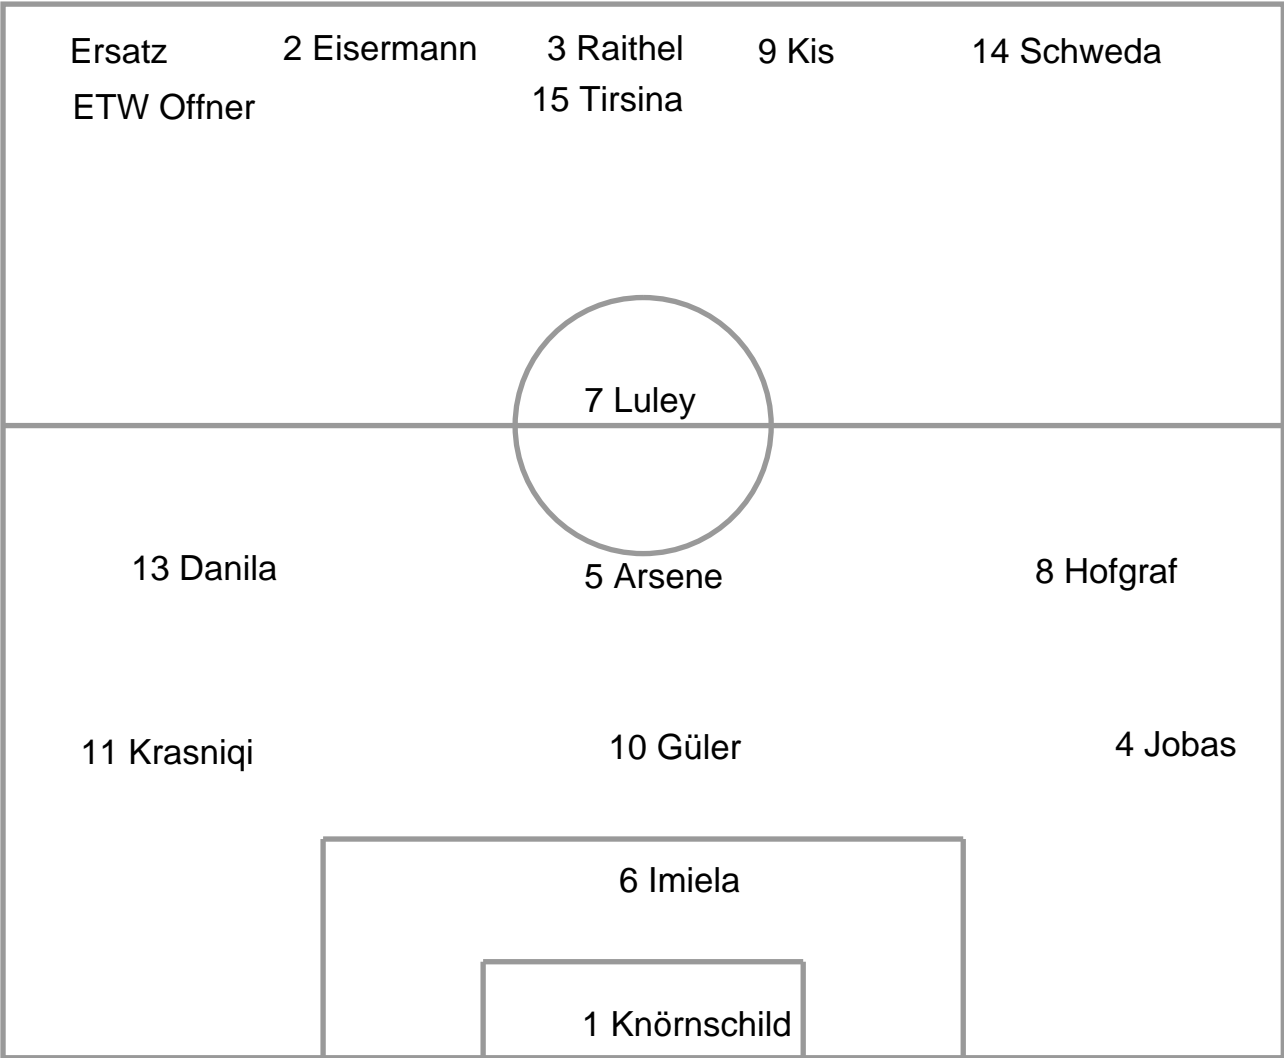 Ersatz 2 Eisermann 3 Raithel 9 Kis 14 Schweda
ETW Offner 15 Tirsina
7 Luley
13 Danila 5 Arsene 8 Hofgraf
11 Krasniqi 10 Güler 4 Jobas
6 Imiela
1 Knörnschild